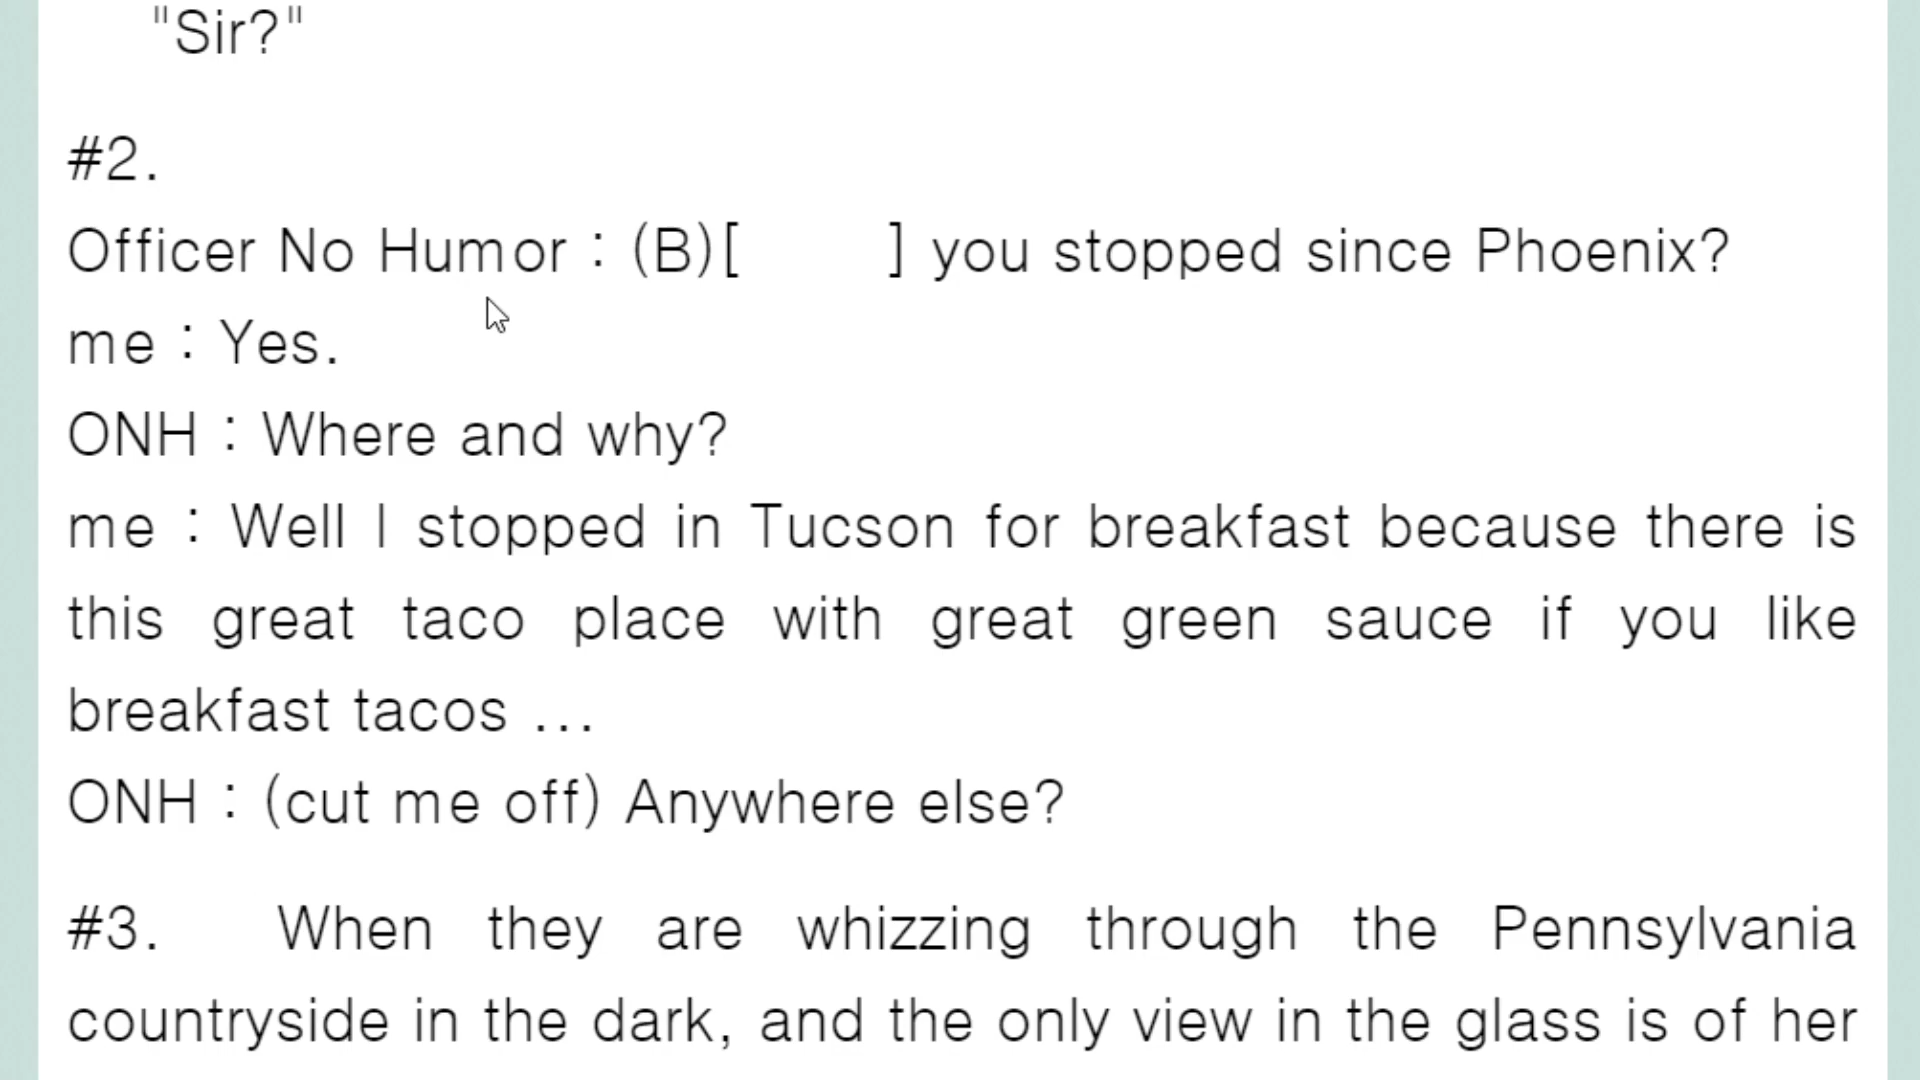 "Sir?"
#2.
Officer No Humor : (B)[ ] you stopped since Phoenix?
me : Yes.
ONH : Where and why?
me : Well I stopped in Tucson for breakfast because there is
this great taco place with great green sauce if you like
breakfast tacos ...
ONH : (cut me off) Anywhere else?
#3. When they are whizzing through the Pennsylvania
countryside in the dark, and the only view in the glass is of her